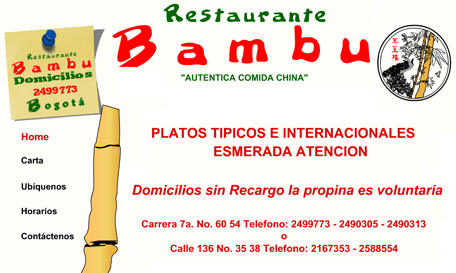 Restaurante
Bambu
"AUTENTICA COMIDA CHINA"
Restaurante
Bambu
Domicilios
2499773
Bogotá
Home
Carta
Ubíquenos
Horarios
Contáctenos
PLATOS TIPICOS E INTERNACIONALES
ESMERADA ATENCION
Domicilios sin Recargo la propina es voluntaria
Carrera 7a. No. 60 54 Telefono: 2499773 - 2490305 - 2490313
o
Calle 136 No. 35 38 Telefono: 2167353 - 2588554